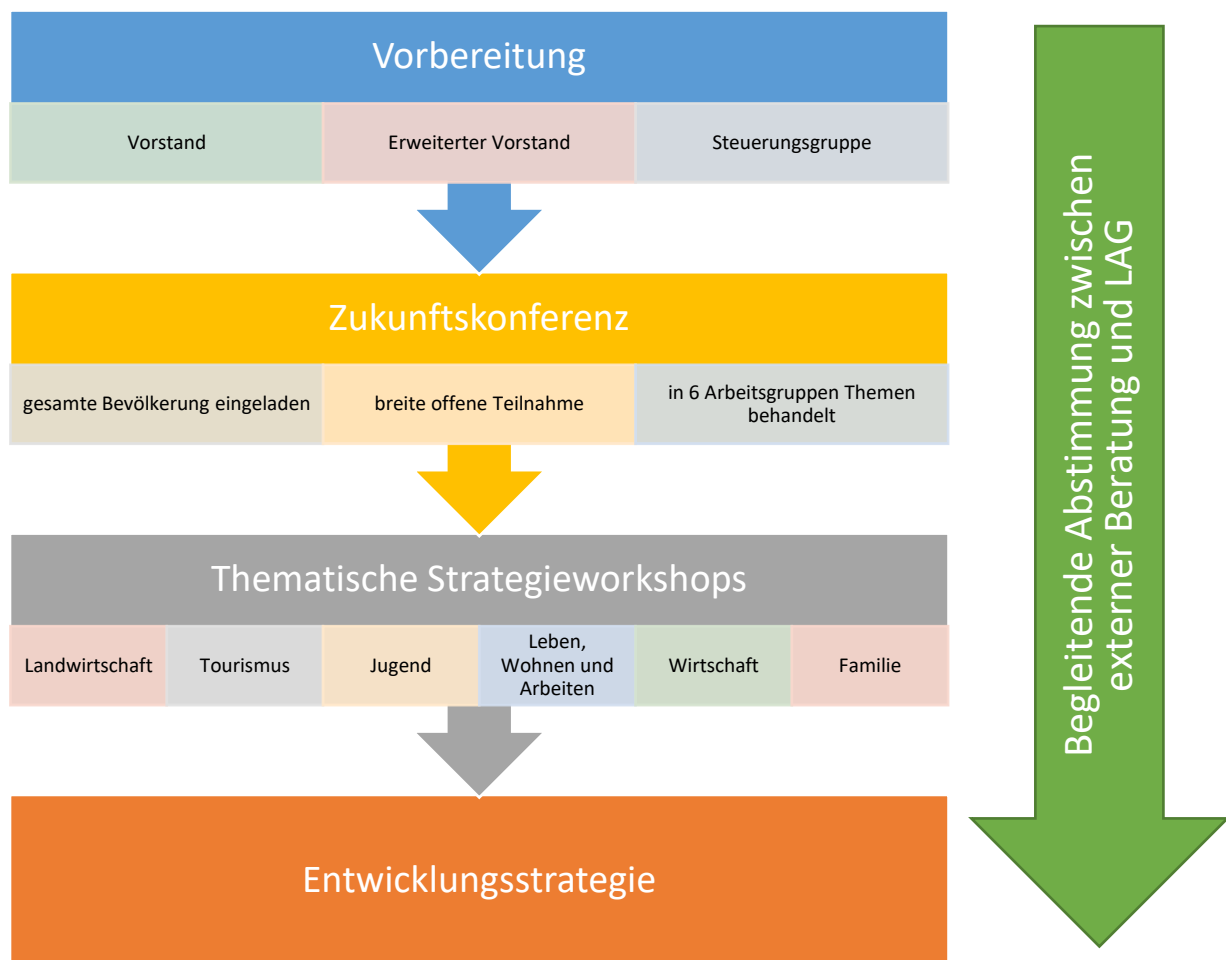 Vorbereitung
Vorstand
Erweiterter Vorstand
Steuerungsgruppe
Zukunftskonferenz
gesamte Bevölkerung eingeladen
breite offene Teilnahme
in 6 Arbeitsgruppen Themen
behandelt
Thematische Strategieworkshops
Landwirtschaft
Tourismus
Jugend
Leben,
Wohnen und
Arbeiten
Wirtschaft
Familie
Entwicklungsstrategie
Begleitende Abstimmung zwischen
externer Beratung und LAG